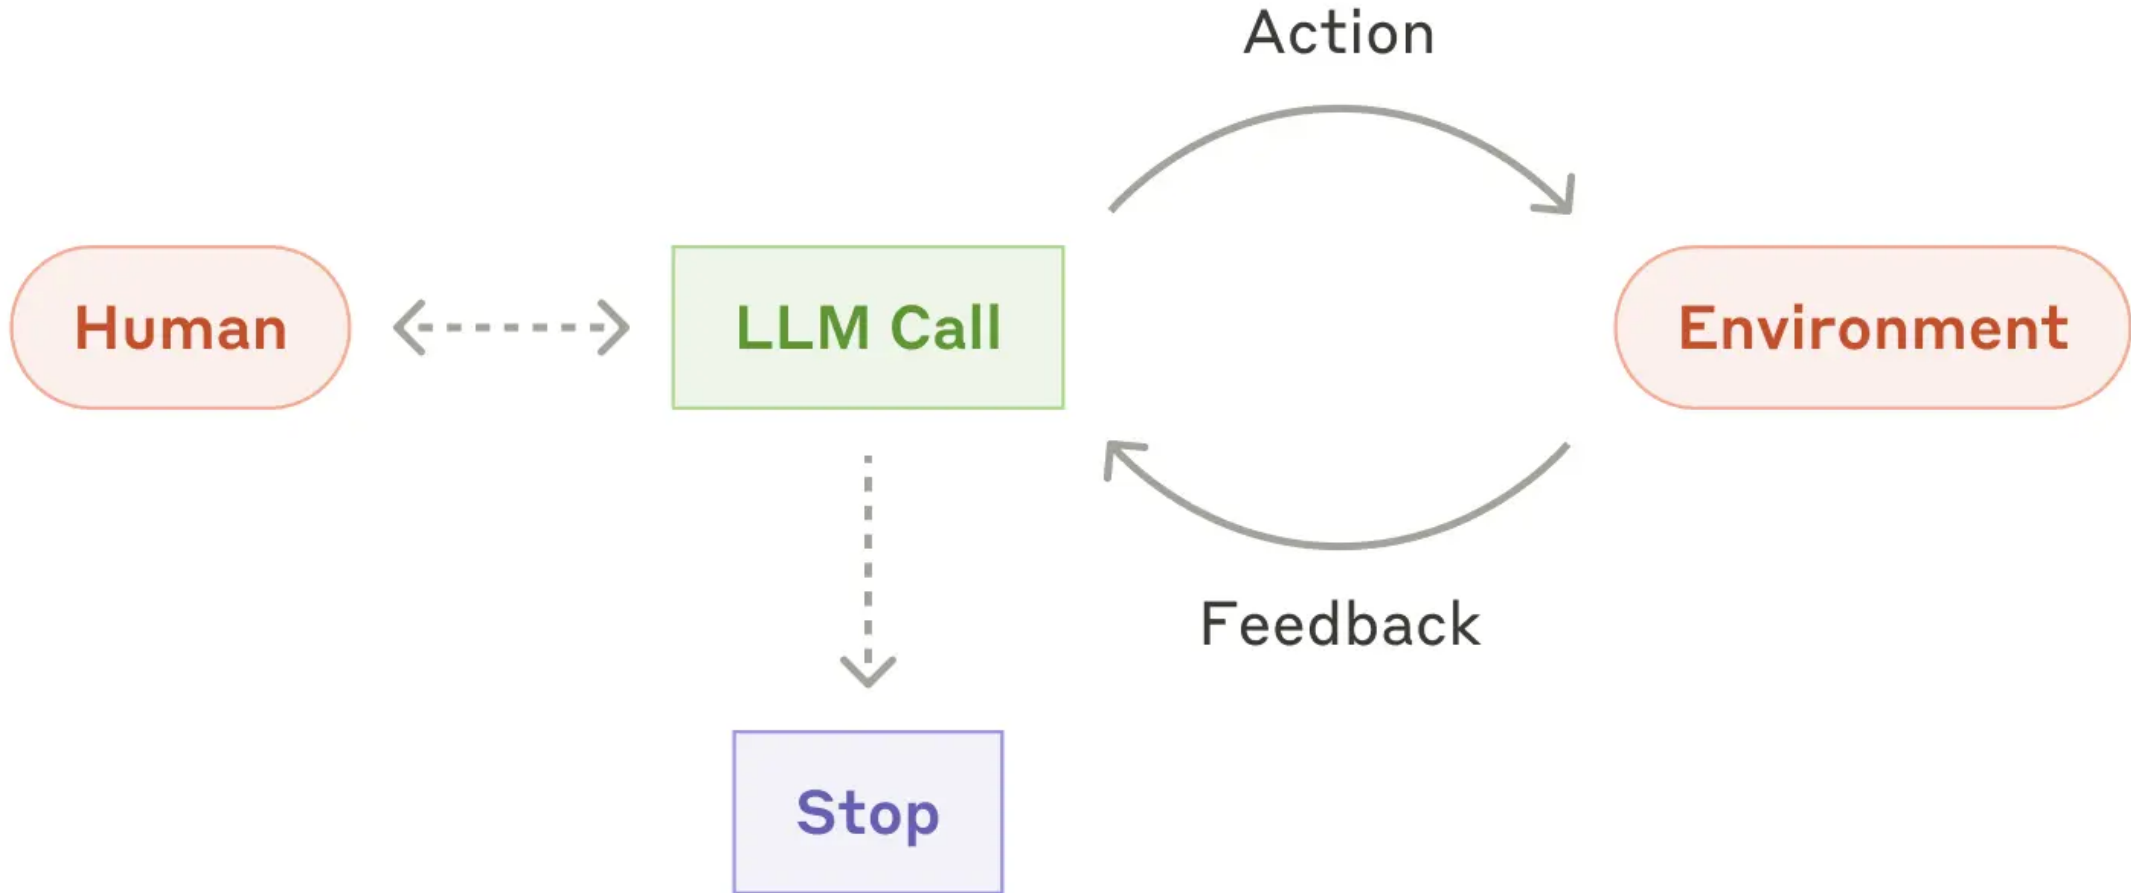 Action
Human
LLM Call
Environment
Feedback
Stop